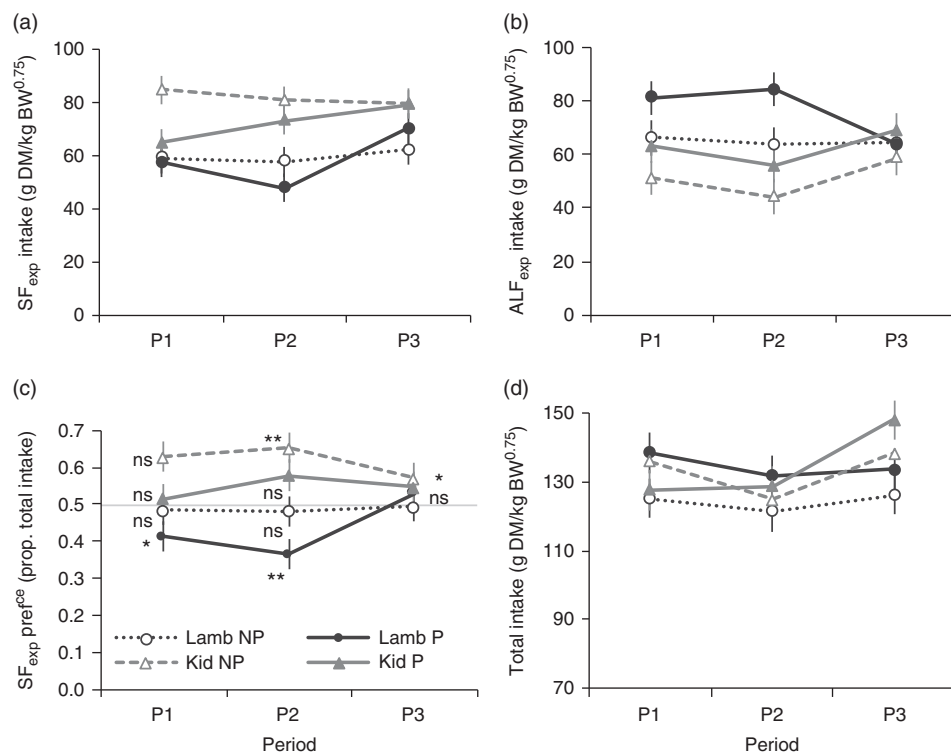 (a)
SFexp intake (g DM/kg BW0.75)
100
80
60
40
20
0
P1 P2 P3
(b)
ALFexp intake (g DM/kg BW0.75)
100
80
60
40
20
0
P1 P2 P3
(c)
SFexp prefce (prop. total intake)
0.7
0.6
0.5
0.4
0.3
0.2
0.1
0.0
ns
**
*
ns
ns
ns
ns
ns
*
**
Lamb NP Lamb P
Kid NP Kid P
P1 P2 P3
Period
(d)
Total intake (g DM/kg BW0.75)
150
130
110
90
70
P1 P2 P3
Period